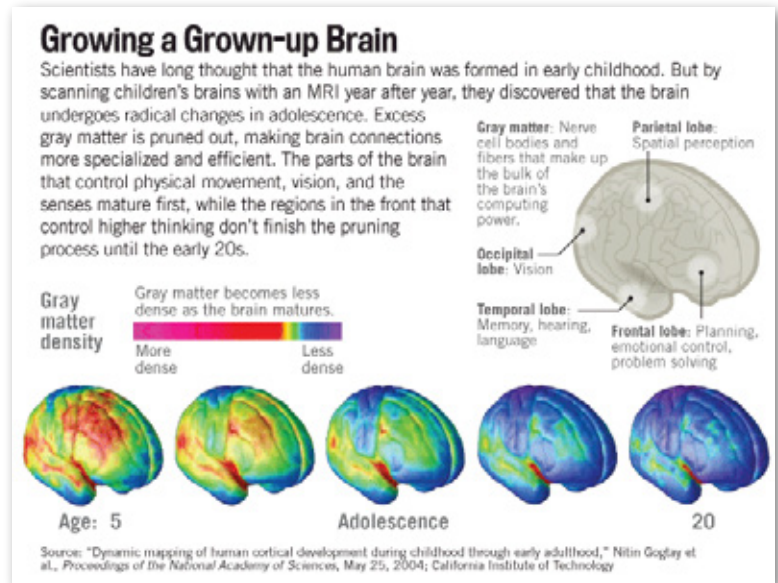 Growing a Grown-up Brain
Scientists have long thought that the human brain was formed in early childhood. But by
scanning children's brains with an MRI year after year, they discovered that the brain
undergoes radical changes in adolescence. Excess
gray matter is pruned out, making brain connections
more specialized and efficient. The parts of the brain
that control physical movement, vision, and the
senses mature first, while the regions in the front that
control higher thinking don't finish the pruning
process until the early 20s.
Gray matter: Nerve
cell bodies and
fibers that make up
the bulk of
the brain's
computing
power.
Parietal lobe:
Spatial perception
Occipital
lobe: Vision
Temporal lobe:
Memory, hearing,
language
Frontal lobe: Planning,
emotional control,
problem solving
Gray
matter
density
Gray matter becomes less
dense as the brain matures.
More
dense
Less
dense
Age: 5
Adolescence
20
Source: "Dynamic mapping of human cortical development during childhood through early adulthood," Nitin Gogtay et
al., Proceedings of the National Academy of Sciences, May 25, 2004; California Institute of Technology